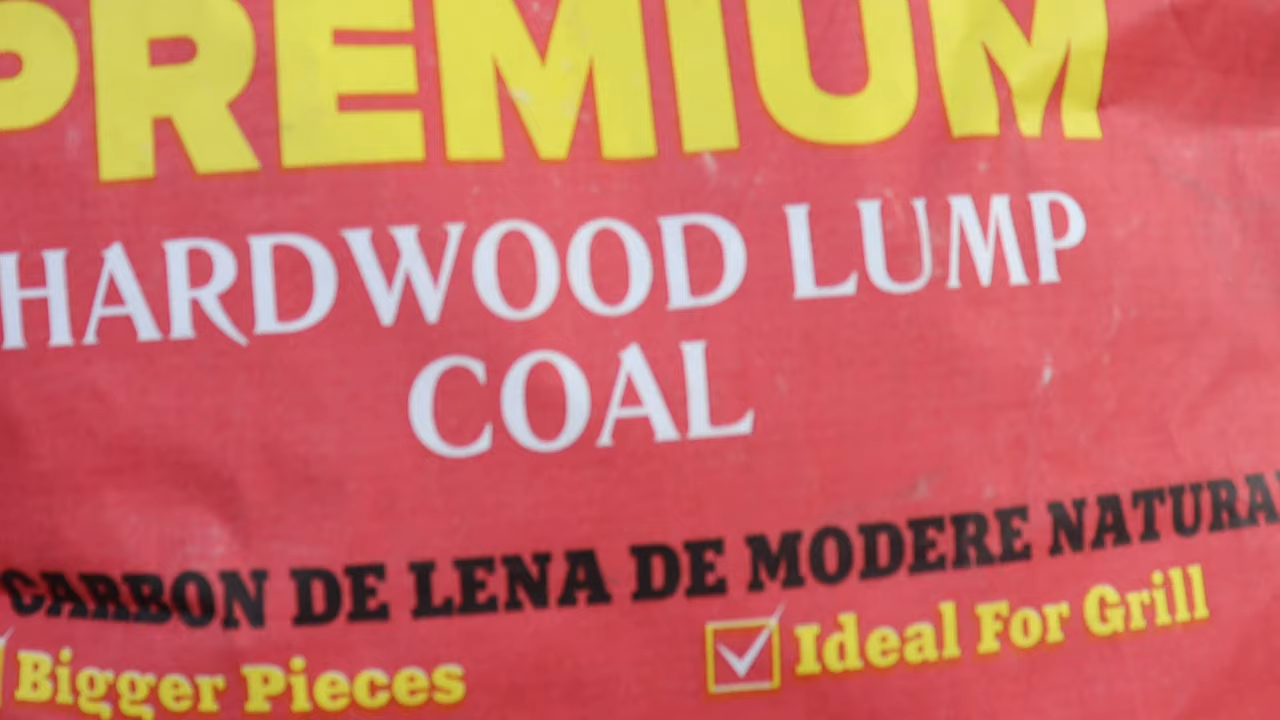 PREMIUM
HARDWOOD LUMP
COAL
CARBON DE LENA DE MODERE NATURA
Bigger Pieces
Ideal For Grill